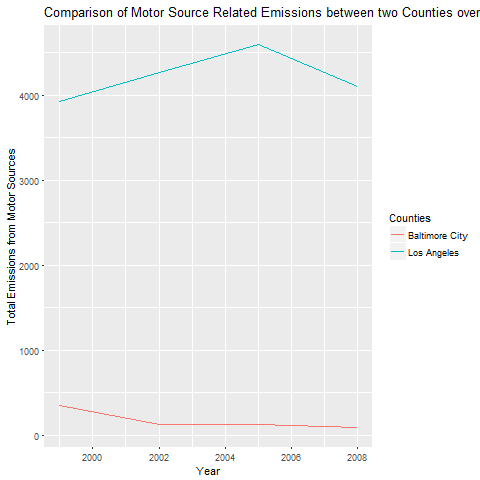 Comparison of Motor Source Related Emissions between two Counties over
Total Emissions from Motor Sources
4000
3000
2000
1000
0
2000
2002
2004
2006
2008
Year
Counties
Baltimore City
Los Angeles